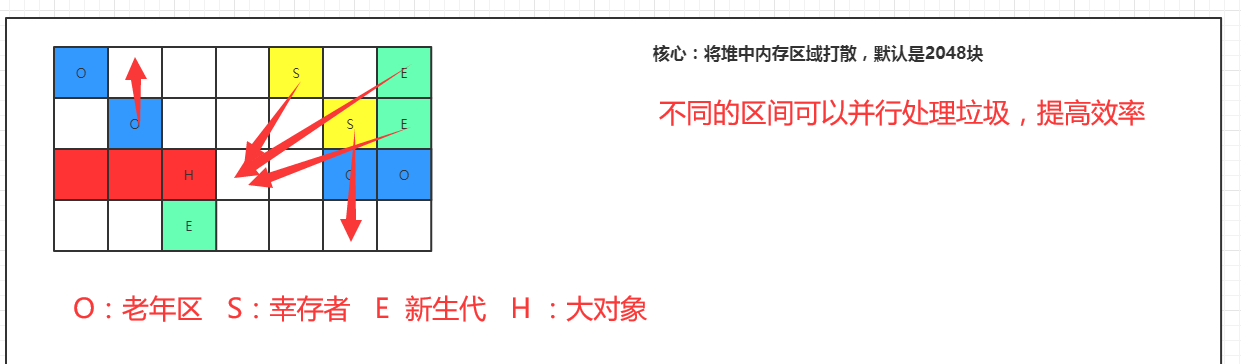 核心：将堆中内存区域打散，默认是2048块
不同的区间可以并行处理垃圾，提高效率
O S E
O S E
H O O
E
O：老年区 S：幸存者 E 新生代 H ：大对象